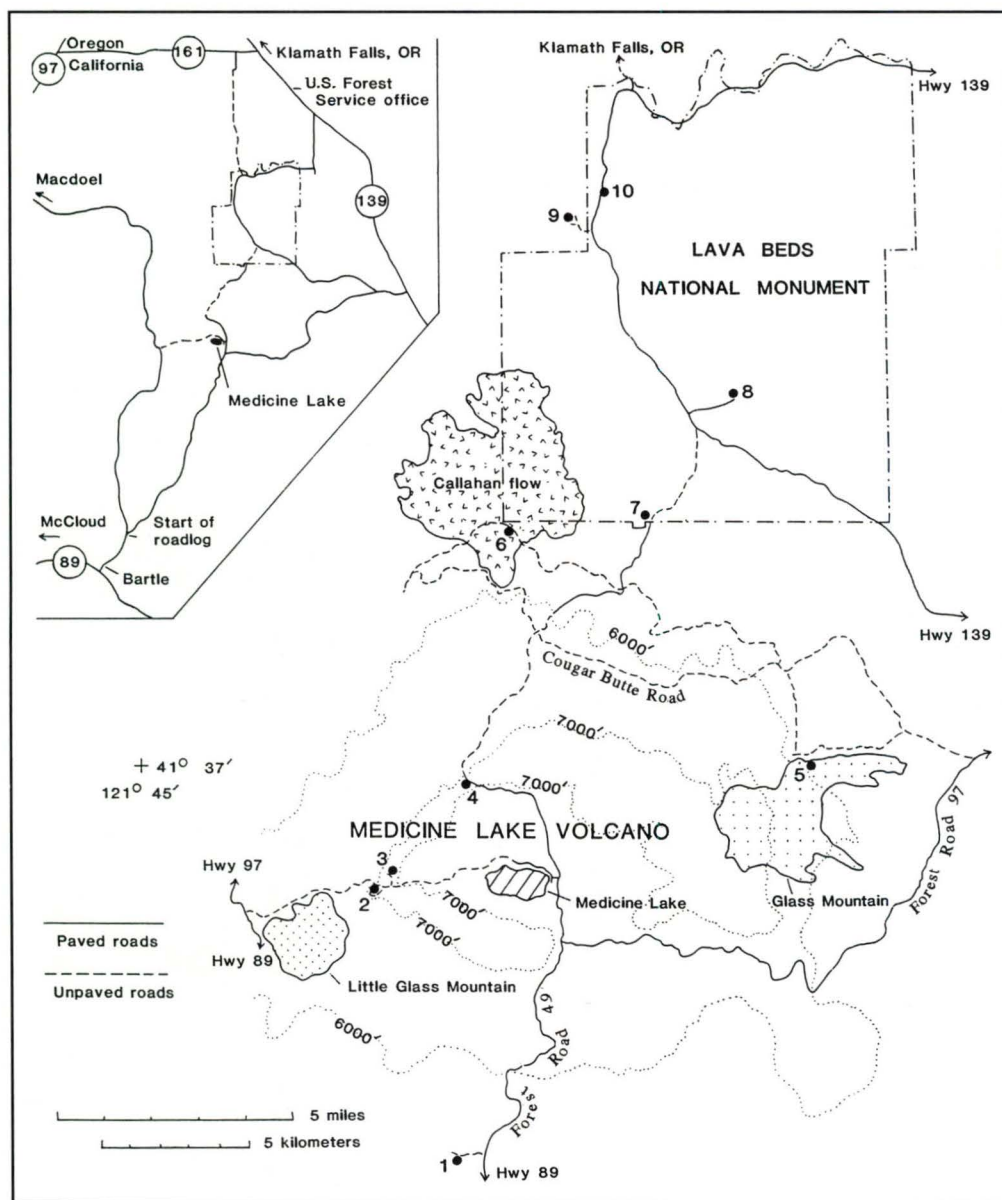 Oregon
California
97
161
Klamath Falls, OR
U.S. Forest
Service office
Macdoel
139
Medicine Lake
McCloud
89
Start of
roadlog
Bartle
Klamath Falls, OR
Hwy 139
10
9
LAVA BEDS
NATIONAL MONUMENT
8
Callahan flow
7
6
Hwy 139
6000′
Cougar Butte Road
7000′
+ 41° 37′
121° 45′
5
4
7000′
MEDICINE LAKE VOLCANO
Forest Road 97
3
Hwy 97
2
7000′
Medicine Lake
Glass Mountain
7000′
Paved roads
Hwy 89
Little Glass Mountain
Unpaved roads
6000′
Forest Road 49
5 miles
5 kilometers
1
Hwy 89